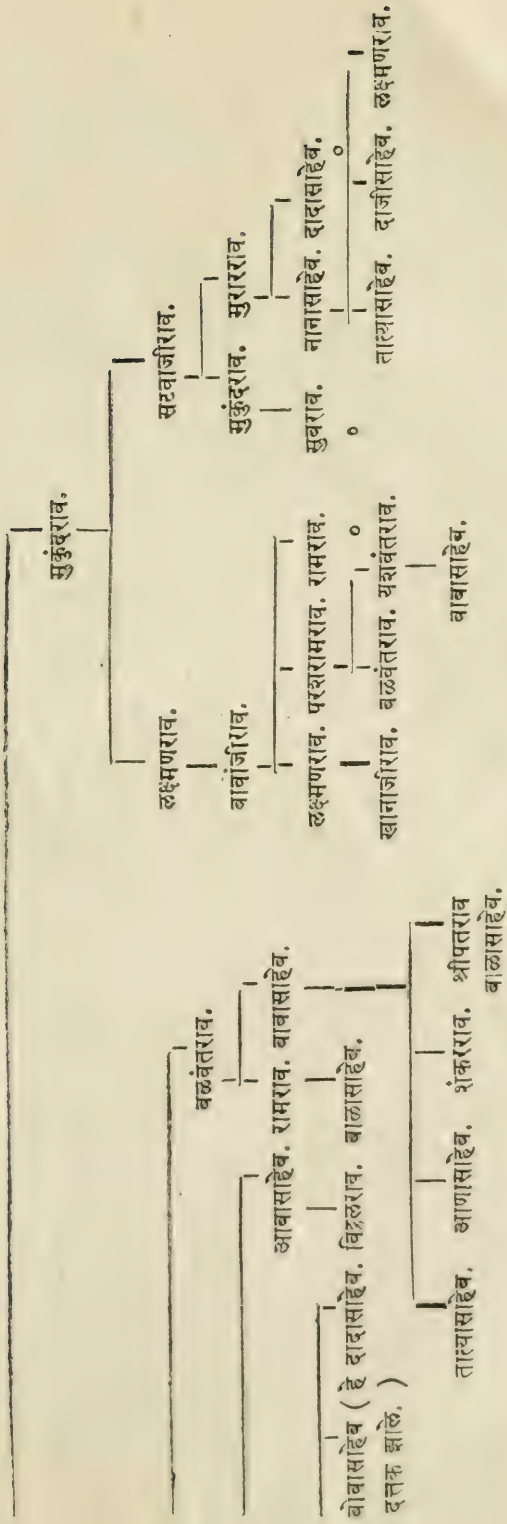 मुकुंदराव.
लक्ष्मणराव. सटवाजीराव.
बळवंतराव. बावाजीराव. मुकुंदराव. मुरारराव.
आबासाहेब. रामराव. बावासाहेब. लक्ष्मणराव. परशरामराव. रामराव. सुबराव. नानासाहेब. दादासाहेब.
बोवासाहेब ( हे दादासाहेब. विठ्ठलराव. बाळासाहेब. खानाजीराव. बळवंतराव. यशवंतराव.
दत्तक झाले. )
तात्यासाहेब. दाजीसाहेब. लक्ष्मणराव.
तात्यासाहेब. आणासाहेब. शंकरराव. श्रीपतराव
बाळासाहेब.
बाबासाहेब.